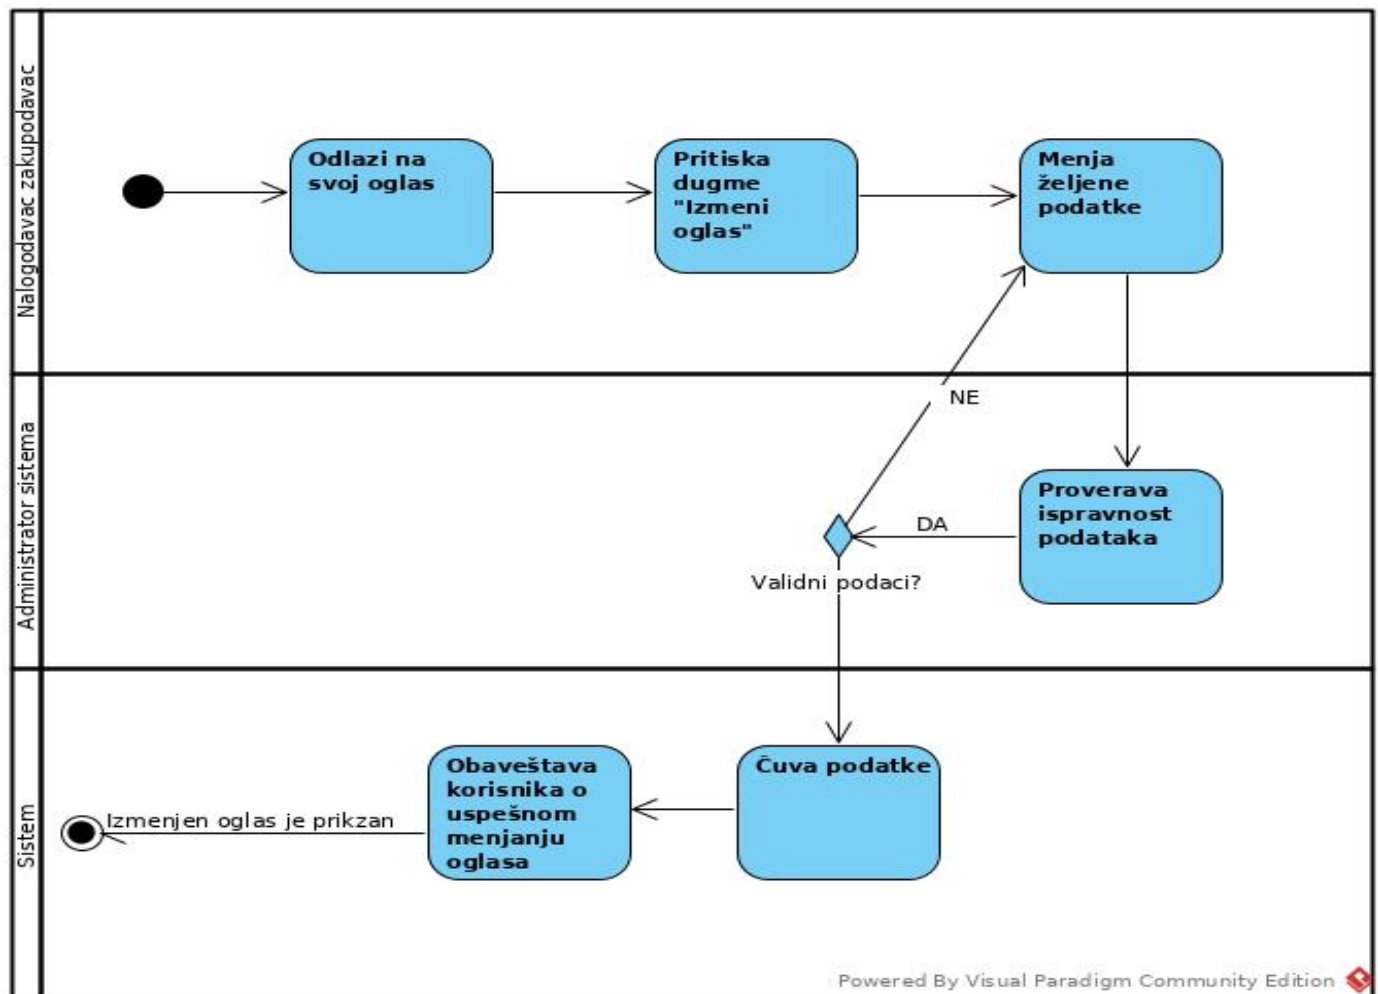 Nalogodavac zakupodavac
Odlazi na
svoj oglas
Pritiska
dugme
"Izmeni
oglas"
Menja
željene
podatke
NE
Administrator sistema
Proverava
ispravnost
podataka
DA
Validni podaci?
Sistem
Čuva podatke
Obaveštava
korisnika o
uspešnom
menjanju
oglasa
Izmenjen oglas je prikzan
Powered By Visual Paradigm Community Edition